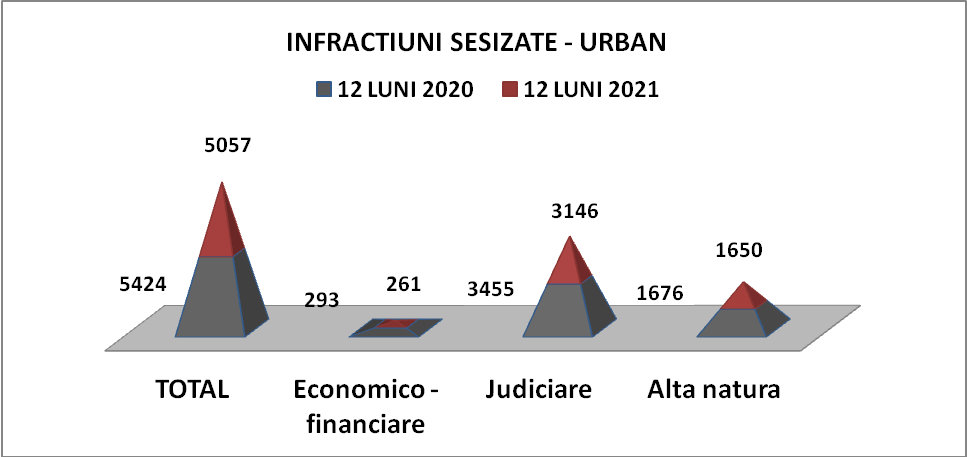 INFRACTIUNI SESIZATE - URBAN
12 LUNI 2020 12 LUNI 2021
5057
5424
293
261
3455
3146
1676
1650
TOTAL
Economico -
financiare
Judiciare
Alta natura